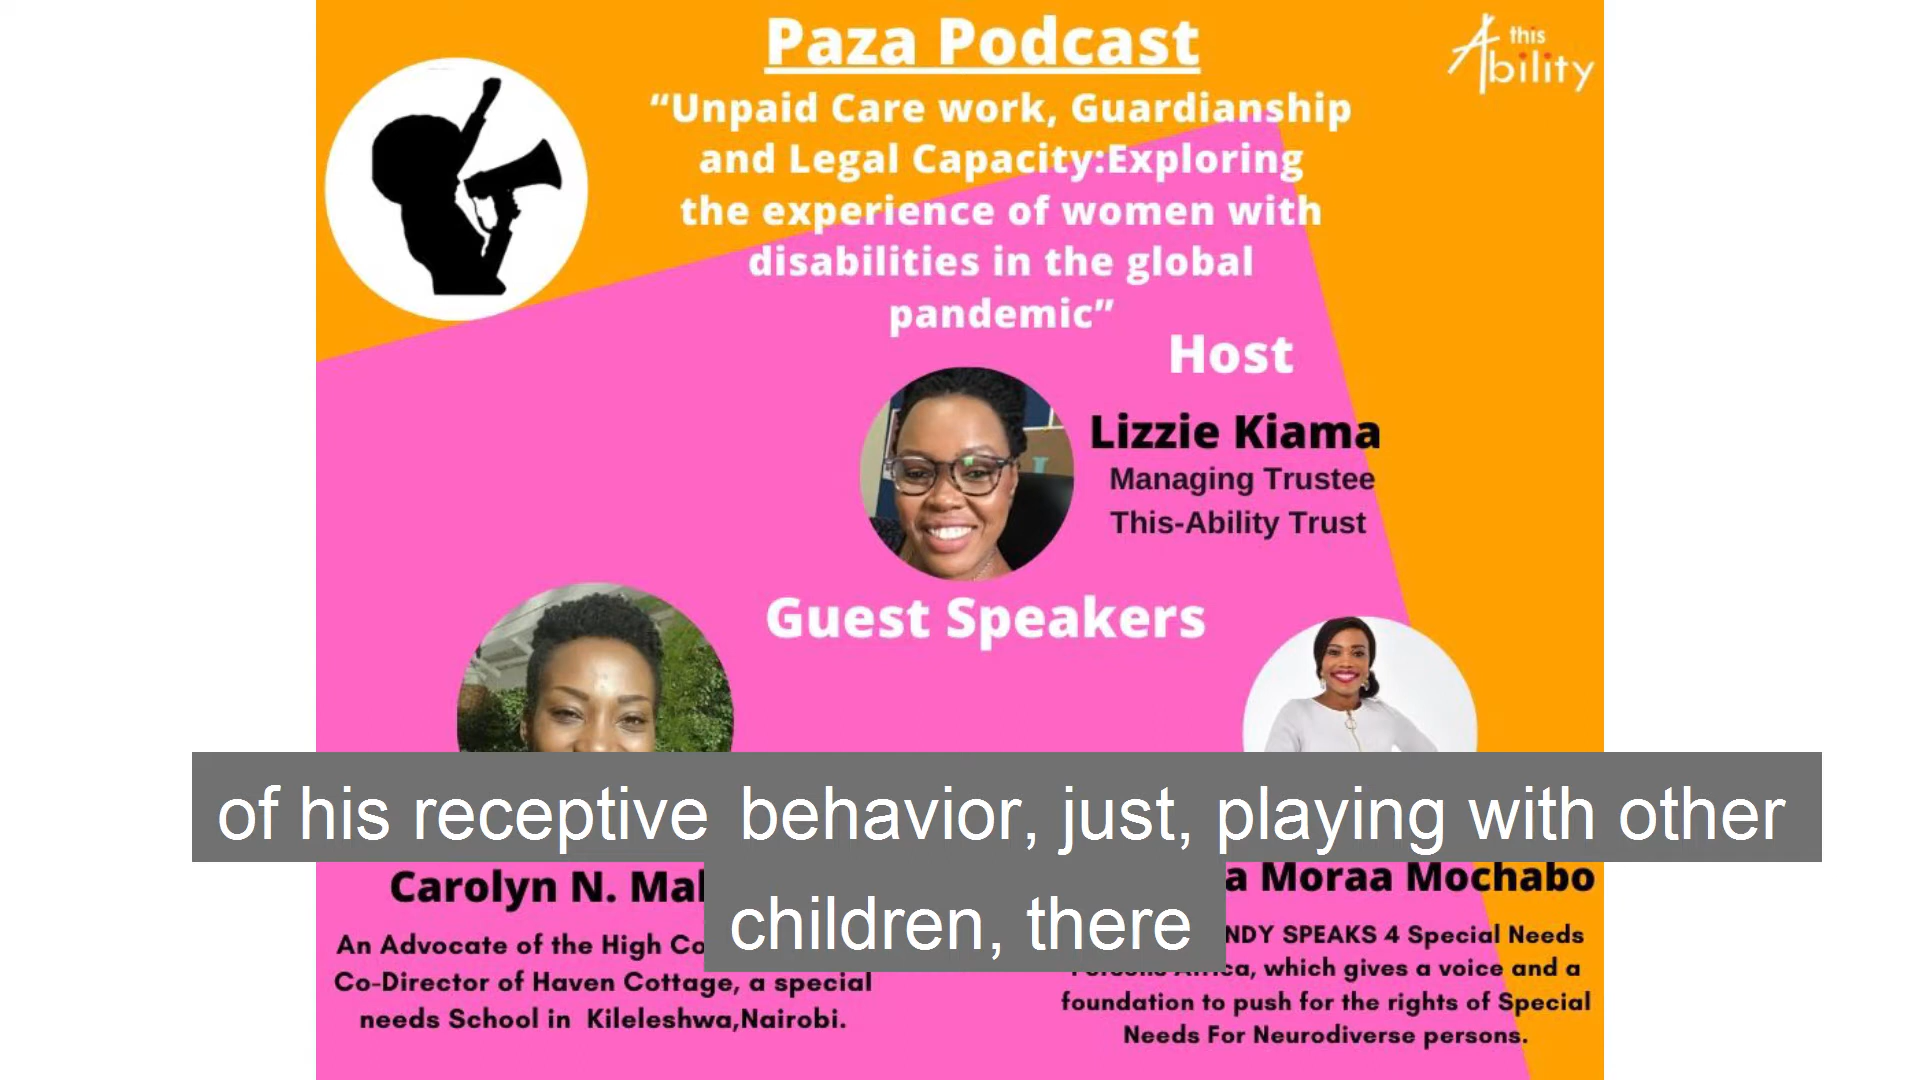 Paza Podcast
this
Ability
“Unpaid Care work, Guardianship
and Legal Capacity:Exploring
the experience of women with
disabilities in the global
pandemic”
Host
Lizzie Kiama
Managing Trustee
This-Ability Trust
Guest Speakers
of his receptive behavior, just, playing with other
children, there
Carolyn N.
An Advocate of the High
Co-Director of Haven Cottage, a special
needs School in Kileleshwa,Nairobi.
Moraa Mochabo
SPEAKS 4 Special Needs
which gives a voice and a
foundation to push for the rights of Special
Needs For Neurodiverse persons.